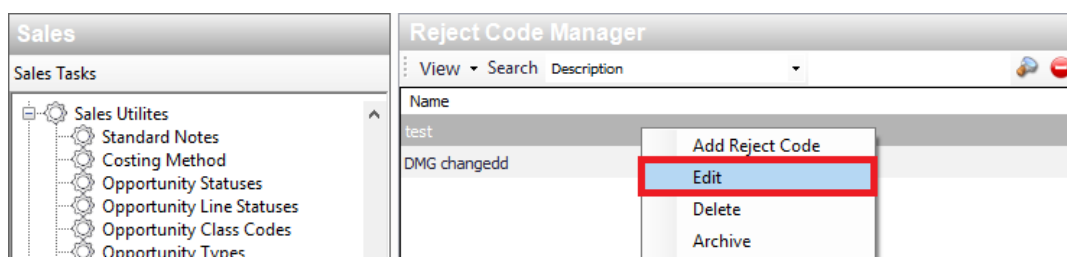 Sales
Sales Tasks
Sales Utilites
Standard Notes
Costing Method
Opportunity Statuses
Opportunity Line Statuses
Opportunity Class Codes
Opportunity Types
Reject Code Manager
View Search Description
Name
test
DMG changedd
Add Reject Code
Edit
Delete
Archive